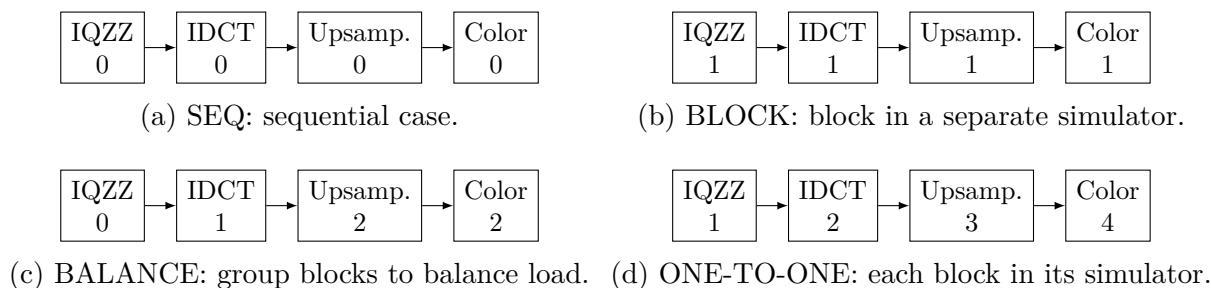 IQZZ IDCT Upsamp. Color
0 0 0 0
(a) SEQ: sequential case.
IQZZ IDCT Upsamp. Color
1 1 1 1
(b) BLOCK: block in a separate simulator.
IQZZ IDCT Upsamp. Color
0 1 2 2
(c) BALANCE: group blocks to balance load.
IQZZ IDCT Upsamp. Color
1 2 3 4
(d) ONE-TO-ONE: each block in its simulator.